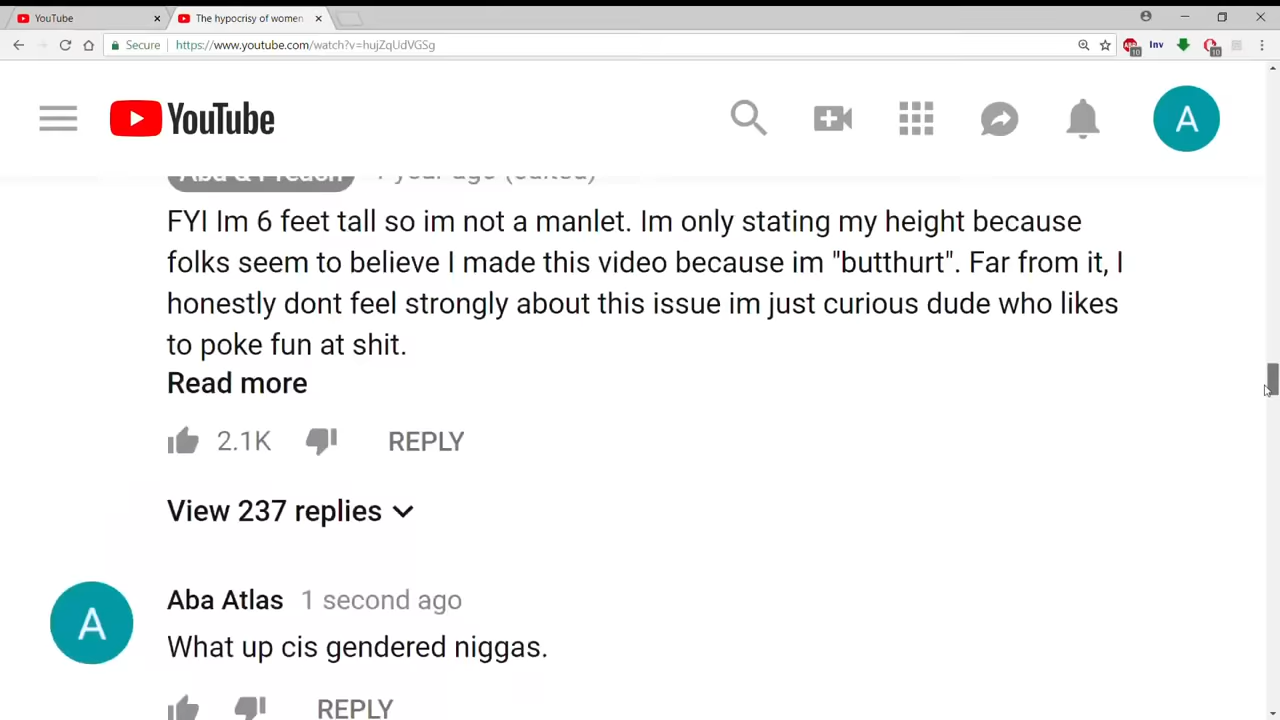 YouTube
The hypocrisy of women
Secure
https://www.youtube.com/watch?v=hujZqUdVGSg
ABP
10
Inv
10
YouTube
A
Aba & Preach 1 year ago (edited)
FYI Im 6 feet tall so im not a manlet. Im only stating my height because
folks seem to believe I made this video because im "butthurt". Far from it, I
honestly dont feel strongly about this issue im just curious dude who likes
to poke fun at shit.
Read more
2.1K REPLY
View 237 replies
A
Aba Atlas 1 second ago
What up cis gendered niggas.
REPLY